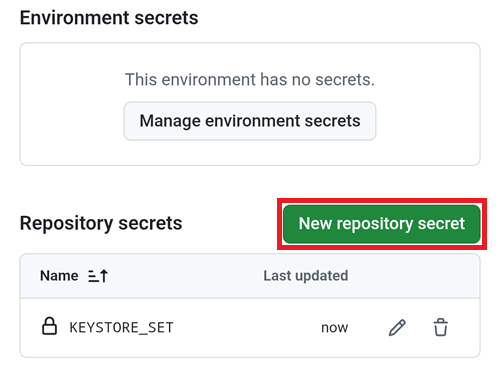 Environment secrets
This environment has no secrets.
Manage environment secrets
Repository secrets
New repository secret
Name Last updated
KEYSTORE_SET now